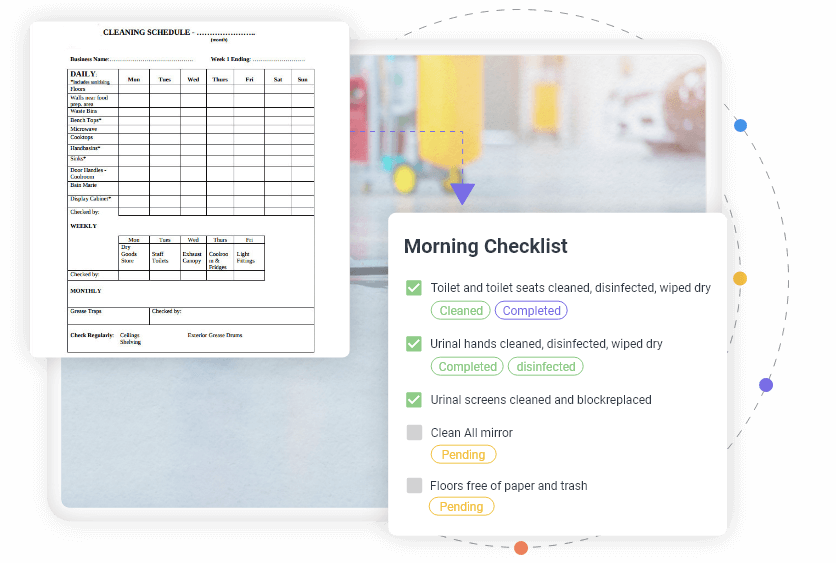 CLEANING SCHEDULE - ......................
(month)
Business Name:.......................................... Week 1 Ending: ..........................
DAILY
*Includes sanitising
Mon Tues Wed Thurs Fri Sat Sun
Floors
Walls near food
prep. area
Waste Bins
Bench Tops*
Microwave
Cooktops
Handbasins*
Sinks*
Door Handles -
Coolroom
Bain Marie
Display Cabinet*
Checked by:
WEEKLY
Mon Tues Wed Thurs Fri
Dry
Goods
Store
Staff
Toilets
Exhaust
Canopy
Coolroo
m &
Fridges
Light
Fittings
Checked by:
MONTHLY
Grease Traps Checked by:
Check Regularly: Ceilings Exterior Grease Drums
Shelving
Morning Checklist
Toilet and toilet seats cleaned, disinfected, wiped dry
Cleaned Completed
Urinal hands cleaned, disinfected, wiped dry
Completed disinfected
Urinal screens cleaned and blockreplaced
Clean All mirror
Pending
Floors free of paper and trash
Pending